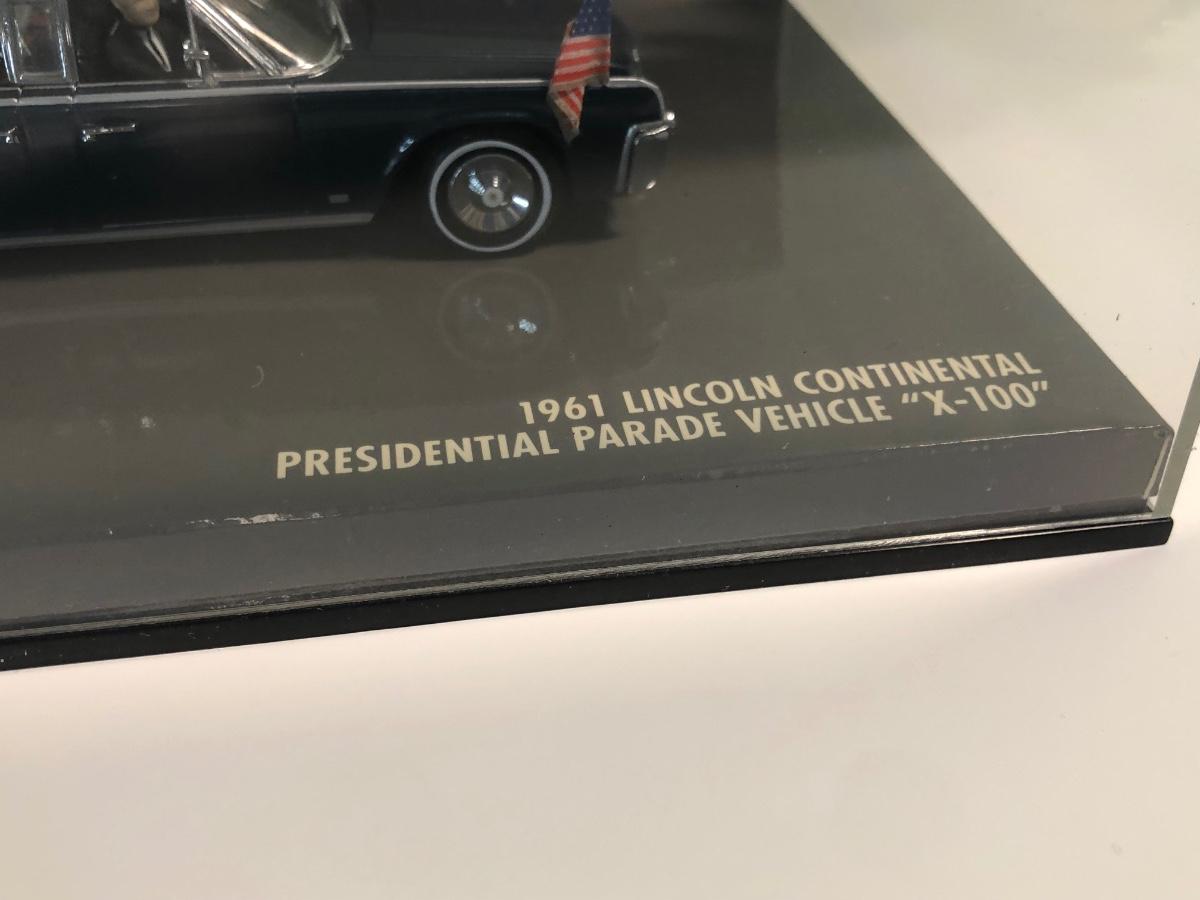 1961 LINCOLN CONTINENTAL
PRESIDENTIAL PARADE VEHICLE “X-100”